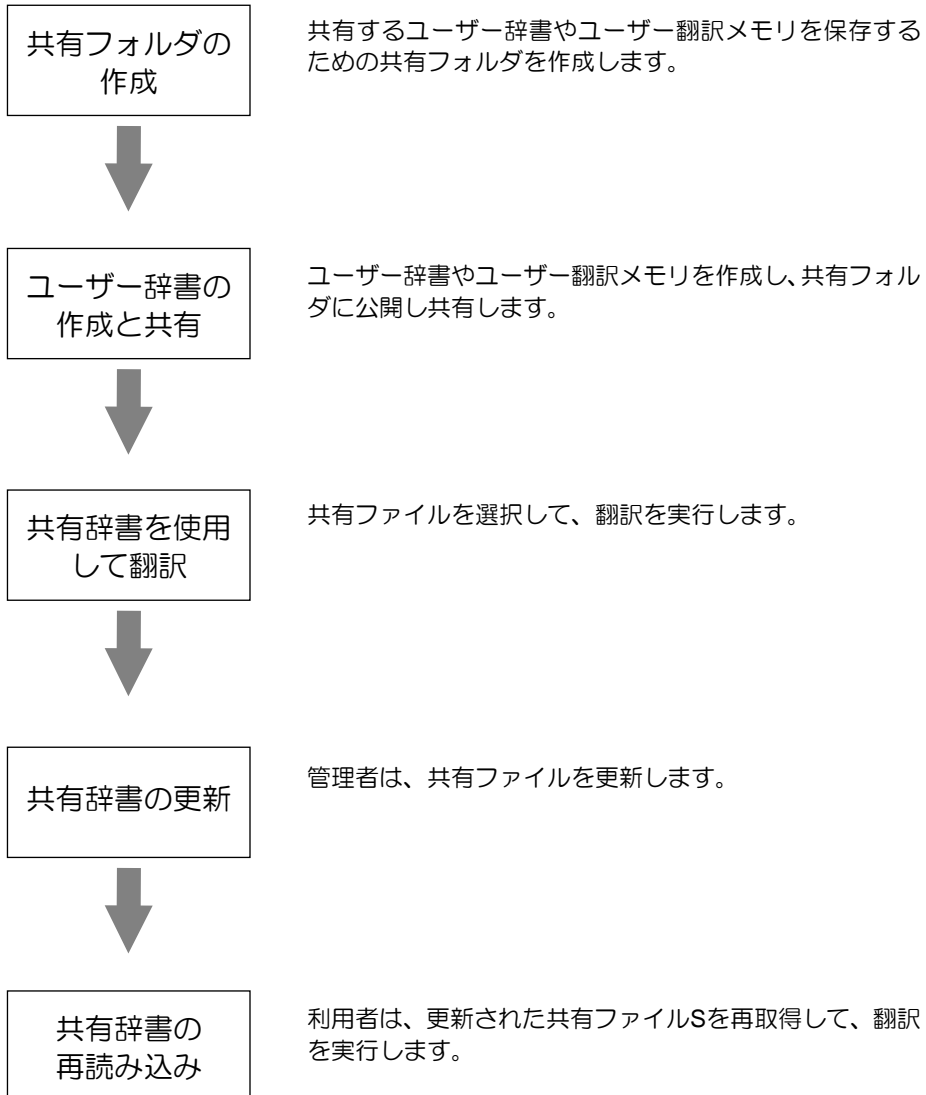 共有フォルダの
作成
共有するユーザー辞書やユーザー翻訳メモリを保存する
ための共有フォルダを作成します。
ユーザー辞書の
作成と共有
ユーザー辞書やユーザー翻訳メモリを作成し、共有フォル
ダに公開し共有します。
共有辞書を使用
して翻訳
共有ファイルを選択して、翻訳を実行します。
共有辞書の更新
管理者は、共有ファイルを更新します。
共有辞書の
再読み込み
利用者は、更新された共有ファイルSを再取得して、翻訳
を実行します。